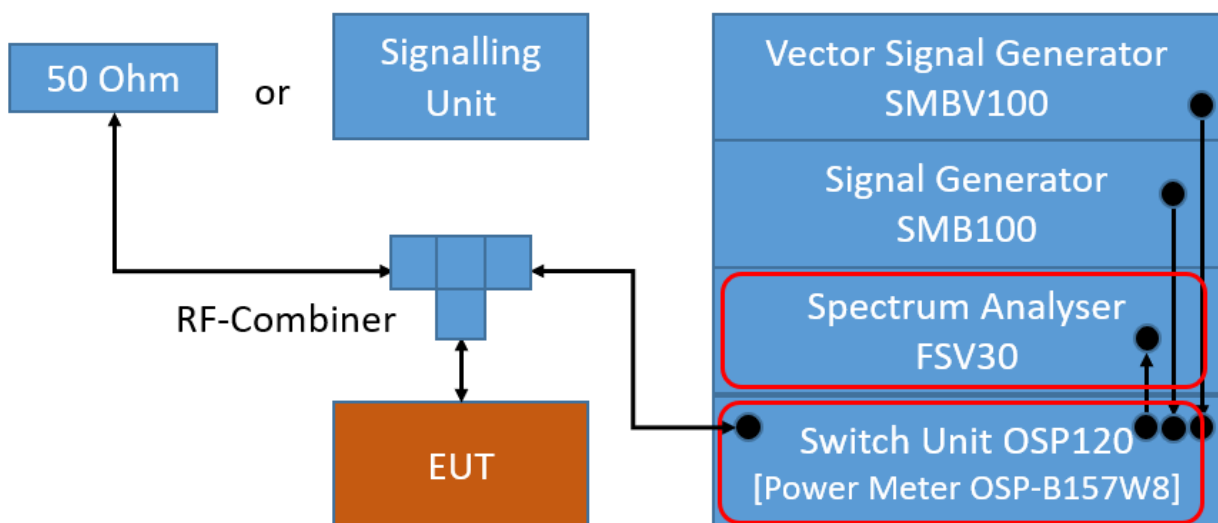 50 Ohm
or
Signalling
Unit
Vector Signal Generator
SMBV100
Signal Generator
SMB100
Spectrum Analyser
FSV30
RF-Combiner
EUT
Switch Unit OSP120
[Power Meter OSP-B157W8]